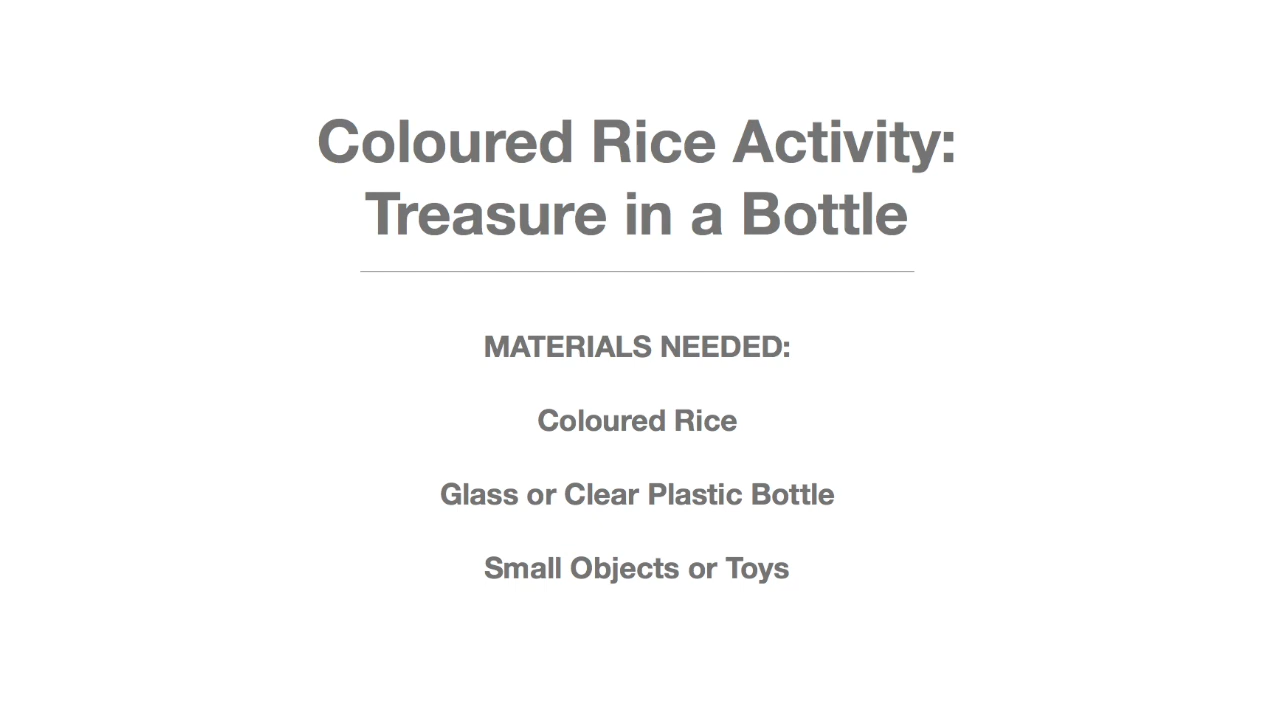 Coloured Rice Activity:
Treasure in a Bottle
MATERIALS NEEDED:
Coloured Rice
Glass or Clear Plastic Bottle
Small Objects or Toys